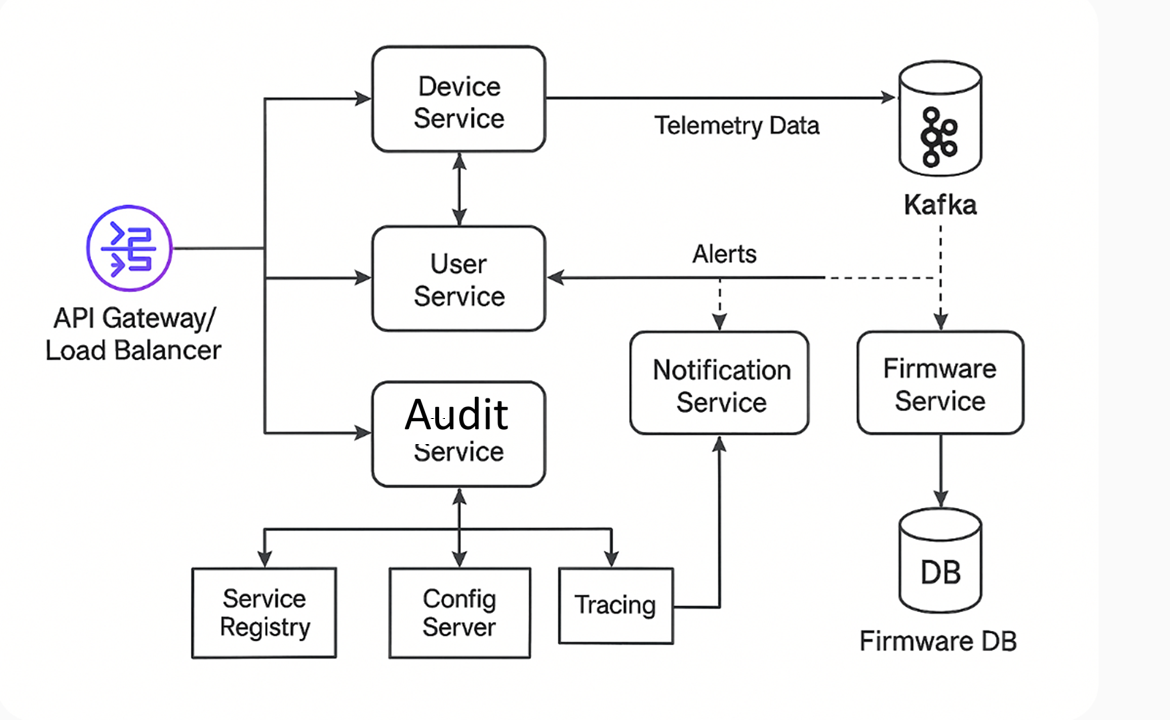 Device
Service
Telemetry Data
Kafka
API Gateway/
Load Balancer
User
Service
Alerts
Notification
Service
Firmware
Service
Audit
Service
Service
Registry
Config
Server
Tracing
DB
Firmware DB